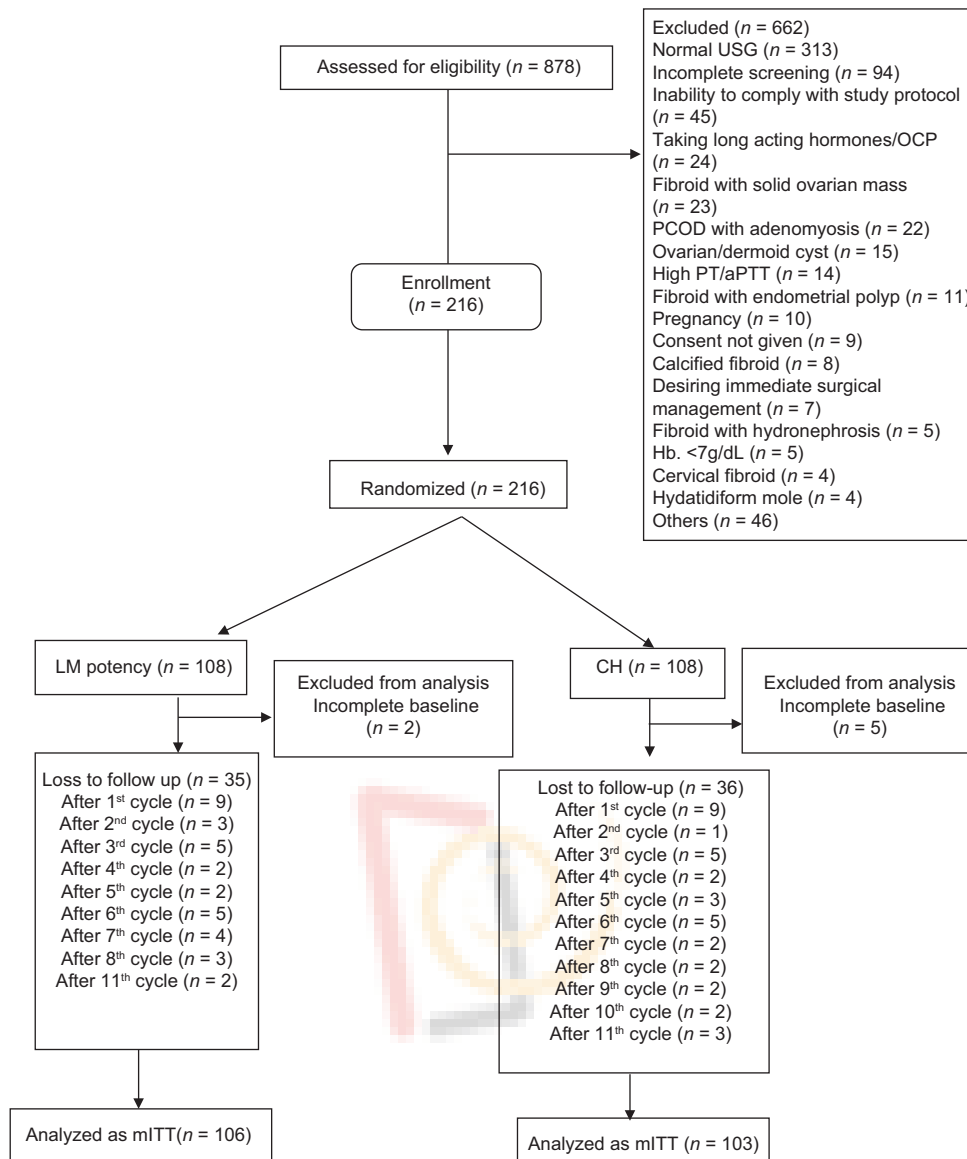 Assessed for eligibility (n = 878)
Excluded (n = 662)
Normal USG (n = 313)
Incomplete screening (n = 94)
Inability to comply with study protocol
(n = 45)
Taking long acting hormones/OCP
(n = 24)
Fibroid with solid ovarian mass
(n = 23)
PCOD with adenomyosis (n = 22)
Ovarian/dermoid cyst (n = 15)
High PT/aPTT (n = 14)
Fibroid with endometrial polyp (n = 11)
Pregnancy (n = 10)
Consent not given (n = 9)
Calcified fibroid (n = 8)
Desiring immediate surgical
management (n = 7)
Fibroid with hydronephrosis (n = 5)
Hb. <7g/dL (n = 5)
Cervical fibroid (n = 4)
Hydatidiform mole (n = 4)
Others (n = 46)
Enrollment
(n = 216)
Randomized (n = 216)
LM potency (n = 108)
Excluded from analysis
Incomplete baseline
(n = 2)
Loss to follow up (n = 35)
After 1st cycle (n = 9)
After 2nd cycle (n = 3)
After 3rd cycle (n = 5)
After 4th cycle (n = 2)
After 5th cycle (n = 2)
After 6th cycle (n = 5)
After 7th cycle (n = 4)
After 8th cycle (n = 3)
After 11th cycle (n = 2)
Analyzed as mITT(n = 106)
CH (n = 108)
Excluded from analysis
Incomplete baseline
(n = 5)
Lost to follow-up (n = 36)
After 1st cycle (n = 9)
After 2nd cycle (n = 1)
After 3rd cycle (n = 5)
After 4th cycle (n = 2)
After 5th cycle (n = 3)
After 6th cycle (n = 5)
After 7th cycle (n = 2)
After 8th cycle (n = 2)
After 9th cycle (n = 2)
After 10th cycle (n = 2)
After 11th cycle (n = 3)
Analyzed as mITT (n = 103)